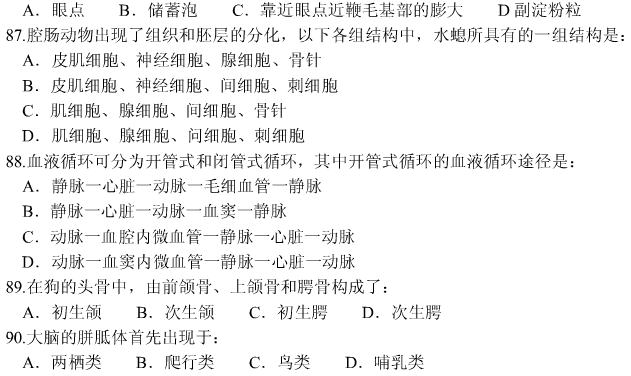 A. 眼点 B. 储蓄泡 C. 靠近眼点近鞭毛基部的膨大 D 副淀粉粒
87.腔肠动物出现了组织和胚层的分化，以下各组结构中，水螅所具有的一组结构是：
A. 皮肌细胞、神经细胞、腺细胞、骨针
B. 皮肌细胞、神经细胞、间细胞、刺细胞
C. 肌细胞、腺细胞、间细胞、骨针
D. 肌细胞、腺细胞、问细胞、刺细胞
88.血液循环可分为开管式和闭管式循环，其中开管式循环的血液循环途径是：
A. 静脉一心脏一动脉一毛细血管一静脉
B. 静脉一心脏一动脉一血窦一静脉
C. 动脉一血腔内微血管一静脉一心脏一动脉
D. 动脉一血窦内微血管一静脉一心脏一动脉
89.在狗的头骨中，由前颌骨、上颌骨和腭骨构成了：
A. 初生颌 B. 次生颌 C. 初生腭 D. 次生腭
90.大脑的胼胝体首先出现于：
A. 两栖类 B. 爬行类 C. 鸟类 D. 哺乳类